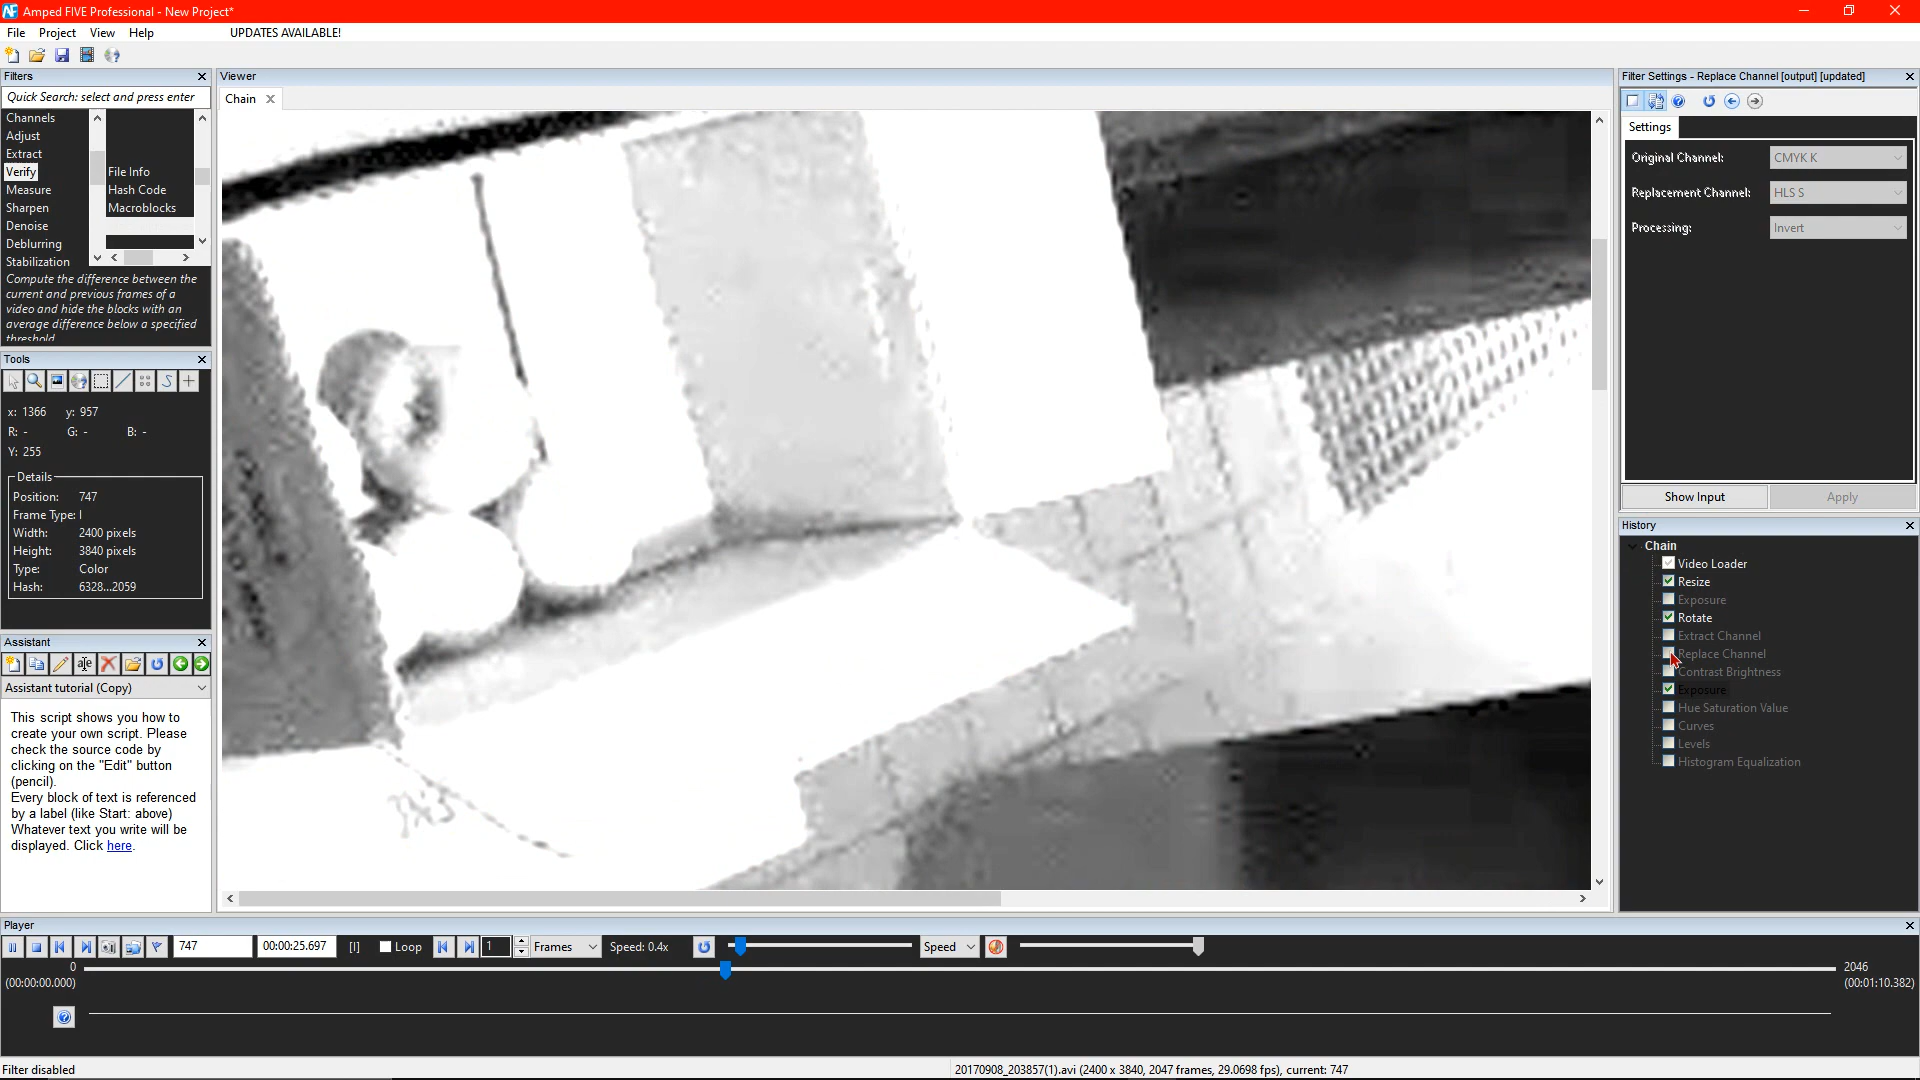 Amped FIVE Professional - New Project*
File Project View Help UPDATES AVAILABLE!
Filters
Quick Search: select and press enter
Channels
Adjust
Extract
Verify
Measure
Sharpen
Denoise
Deblurring
Stabilization
File Info
Hash Code
Macroblocks
Compute the difference between the
current and previous frames of a
video and hide the blocks with an
average difference below a specified
threshold
Tools
x: 1366 y: 957
R: - G: - B: -
Y: 255
Details
Position: 747
Frame Type: I
Width: 2400 pixels
Height: 3840 pixels
Type: Color
Hash: 6328...2059
Assistant
Assistant tutorial (Copy)
This script shows you how to
create your own script. Please
check the source code by
clicking on the "Edit" button
(pencil).
Every block of text is referenced
by a label (like Start: above)
Whatever text you write will be
displayed. Click here.
Viewer
Chain
Filter Settings - Replace Channel [output] [updated]
Settings
Original Channel: CMYK K
Replacement Channel: HLS S
Processing: Invert
Show Input Apply
History
Chain
Video Loader
Resize
Exposure
Rotate
Extract Channel
Replace Channel
Contrast Brightness
Exposure
Hue Saturation Value
Curves
Levels
Histogram Equalization
Player
747 00:00:25.697 [I] Loop 1 Frames Speed: 0.4x Speed
0 2046
(00:00:00.000) (00:01:10.382)
Filter disabled 20170908_203857(1).avi (2400 x 3840, 2047 frames, 29.0698 fps), current: 747